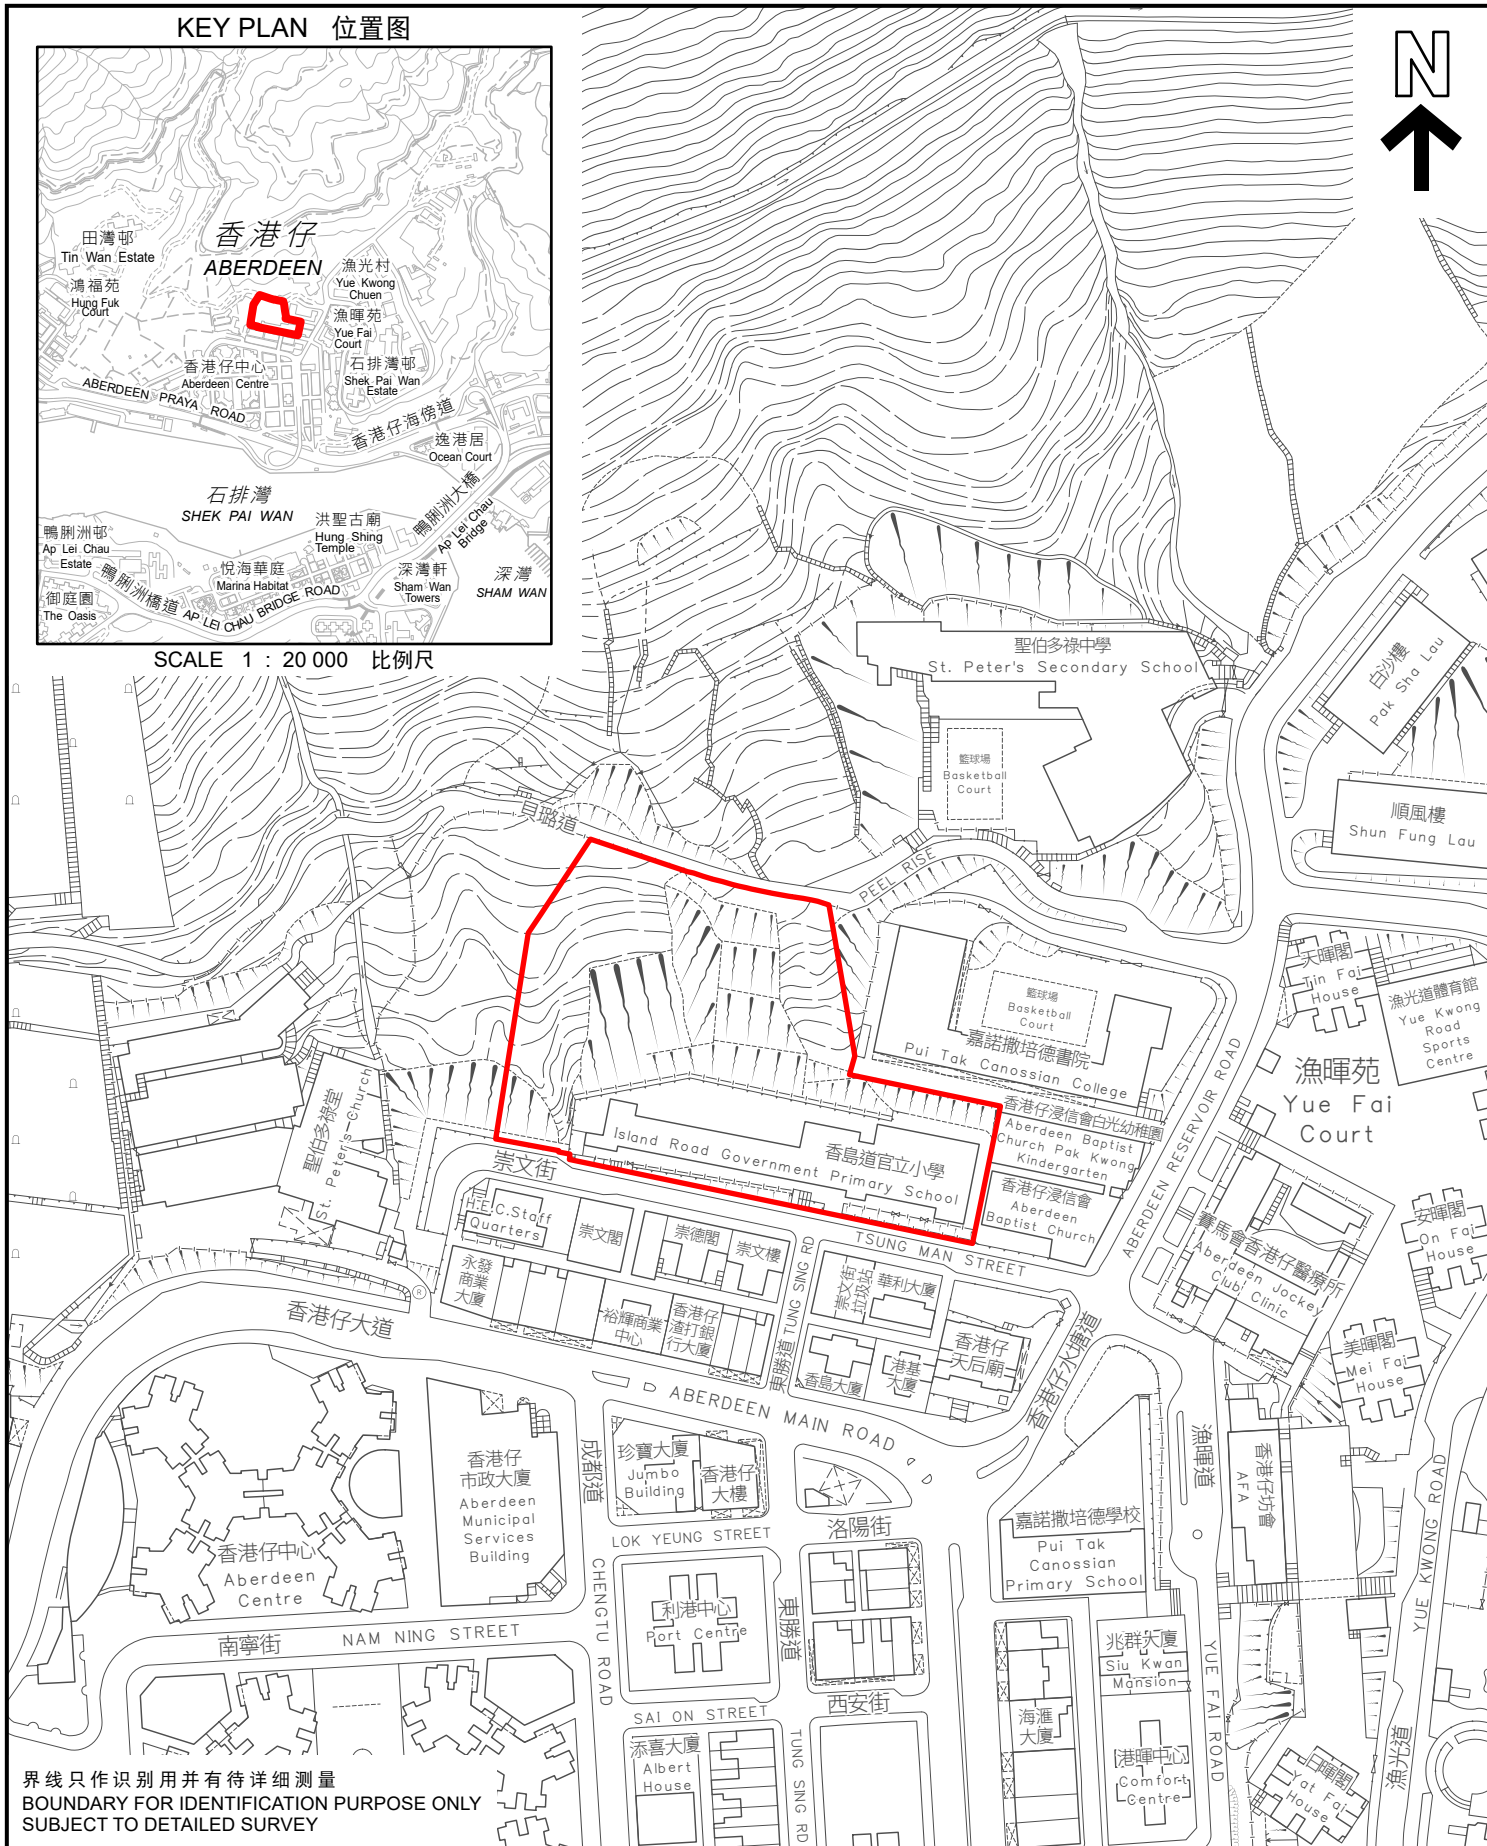 KEY PLAN 位置图
N
香港仔
ABERDEEN
田灣邨
Tin Wan Estate
鴻福苑
Hung Fuk
Court
漁光村
Yue Kwong
Chuen
漁暉苑
Yue Fai
Court
石排灣邨
Shek Pai Wan
Estate
香港仔中心
Aberdeen Centre
ABERDEEN PRAYA ROAD
香港仔海傍道
逸港居
Ocean Court
石排灣
SHEK PAI WAN
洪聖古廟
Hung Shing
Temple
鴨脷洲大橋
Ap Lei Chau
Bridge
鴨脷洲邨
Ap Lei Chau
Estate
悅海華庭
Marina Habitat
深灣軒
Sham Wan
Towers
深灣
SHAM WAN
御庭園
The Oasis
鴨脷洲橋道 AP LEI CHAU BRIDGE ROAD
SCALE 1 : 20 000 比例尺
聖伯多祿中學
St. Peter's Secondary School
籃球場
Basketball
Court
白沙樓
Pak Sha Lau
順風樓
Shun Fung Lau
貝璐道
PEEL RISE
籃球場
Basketball
Court
嘉諾撒培德書院
Pui Tak Canossian College
天暉閣
Tin Fai
House
漁光道體育館
Yue Kwong
Road
Sports
Centre
漁暉苑
Yue Fai
Court
聖伯多祿堂
St. Peter's Church
崇文街
Island Road Government Primary School
香島道官立小學
香港仔浸信會白光幼稚園
Aberdeen Baptist
Church Pak Kwong
Kindergarten
香港仔浸信會
Aberdeen
Baptist Church
ABERDEEN RESERVOIR ROAD
H.E.C.Staff
Quarters
崇文閣
崇德閣
崇文樓
TSUNG MAN STREET
永發
商業
大廈
裕輝商業
中心
香港仔
渣打銀
行大廈
東勝道 TUNG SING RD
崇文街
垃圾站
華利大廈
香島大廈
港基
大廈
香港仔
天后廟
香港仔水塘道
賽馬會香港仔醫療所
Aberdeen Jockey
Club Clinic
安暉閣
On Fai
House
美暉閣
Mei Fai
House
香港仔大道
R
ABERDEEN MAIN ROAD
香港仔
市政大廈
Aberdeen
Municipal
Services
Building
成都道
珍寶大廈
Jumbo
Building
香港仔
大樓
LOK YEUNG STREET
洛陽街
嘉諾撒培德學校
Pui Tak
Canossian
Primary School
漁暉道
香港仔坊會
AFA
YUE KWONG ROAD
香港仔中心
Aberdeen
Centre
南寧街
NAM NING STREET
CHENGTU ROAD
利港中心
Port Centre
東勝道
兆群大廈
Siu Kwan
Mansion
YUE FAI ROAD
SAI ON STREET
西安街
添喜大廈
Albert
House
TUNG SING RD
海滙
大廈
港暉中心
Comfort
Centre
日暉閣
Yat Fai
House
漁光道
界线只作识别用并有待详细测量
BOUNDARY FOR IDENTIFICATION PURPOSE ONLY
SUBJECT TO DETAILED SURVEY